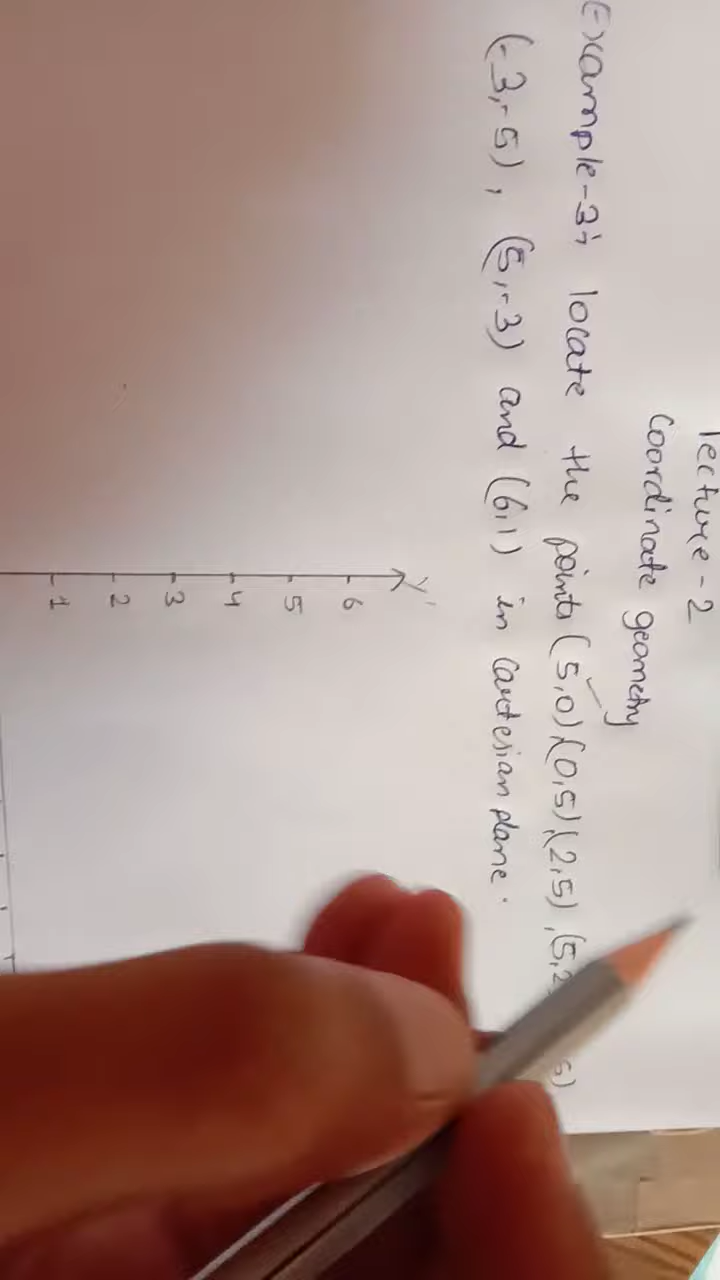 lecture - 2
Coordinate geometry
Example-3; locate the points (5,0),(0,5),(2,5),(5,2 5)
(-3,-5), (5,-3) and (6,1) in Cartesian plane.
Y'
6
5
4
3
2
1